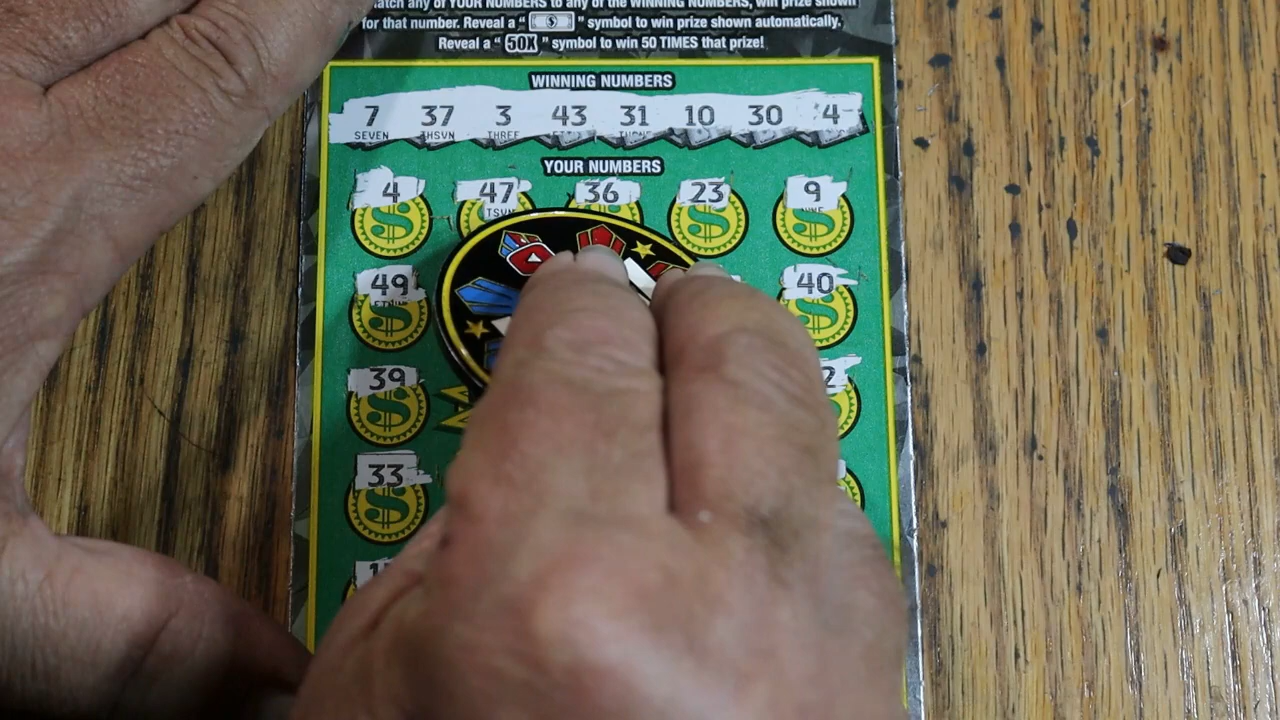 atch any of YOUR NUMBERS to any of the WINNING NUMBERS, win prize shown
for that number. Reveal a " $ " symbol to win prize shown automatically.
Reveal a " 50X " symbol to win 50 TIMES that prize!
WINNING NUMBERS
7 37 3 43 31 10 30 4
SEVEN THSVN THREE
YOUR NUMBERS
4 47 36 23 9
49 40
39 2
33